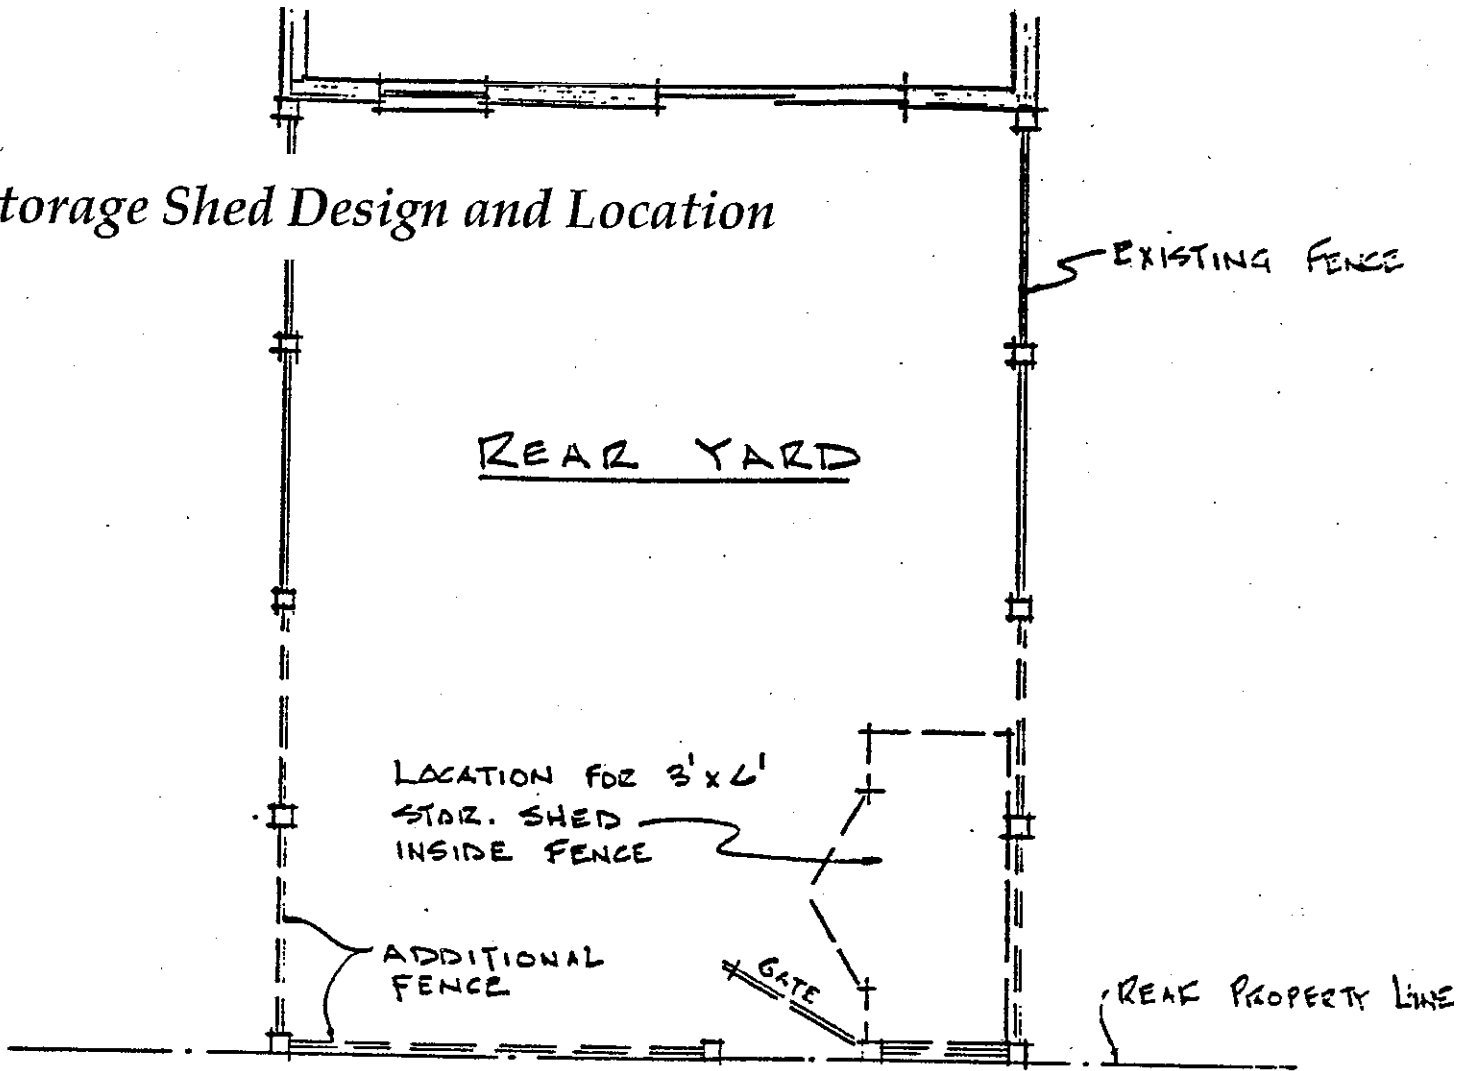 torage Shed Design and Location
EXISTING FENCE
REAR YARD
LOCATION FOR 3' x 6'
STOR. SHED
INSIDE FENCE
ADDITIONAL
FENCE
GATE
REAR PROPERTY LINE